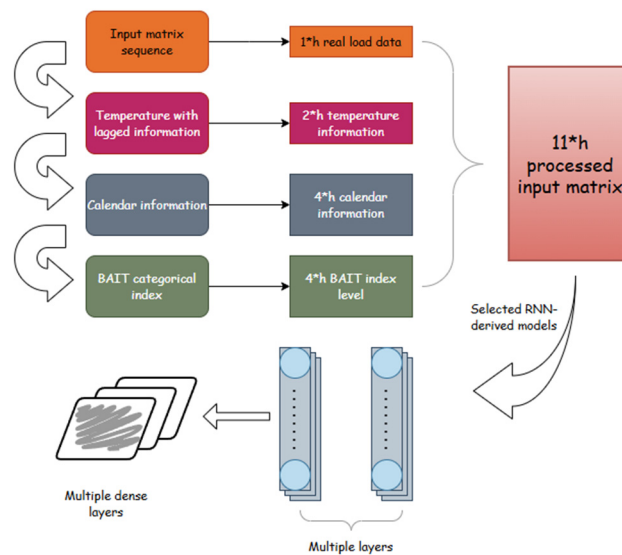 Input matrix
sequence
1*h real load data
Temperature with
lagged information
2*h temperature
information
Calendar information
4*h calendar
information
BAIT categorical
index
4*h BAIT index
level
11*h
processed
input matrix
Selected RNN-
derived models
Multiple dense
layers
Multiple layers